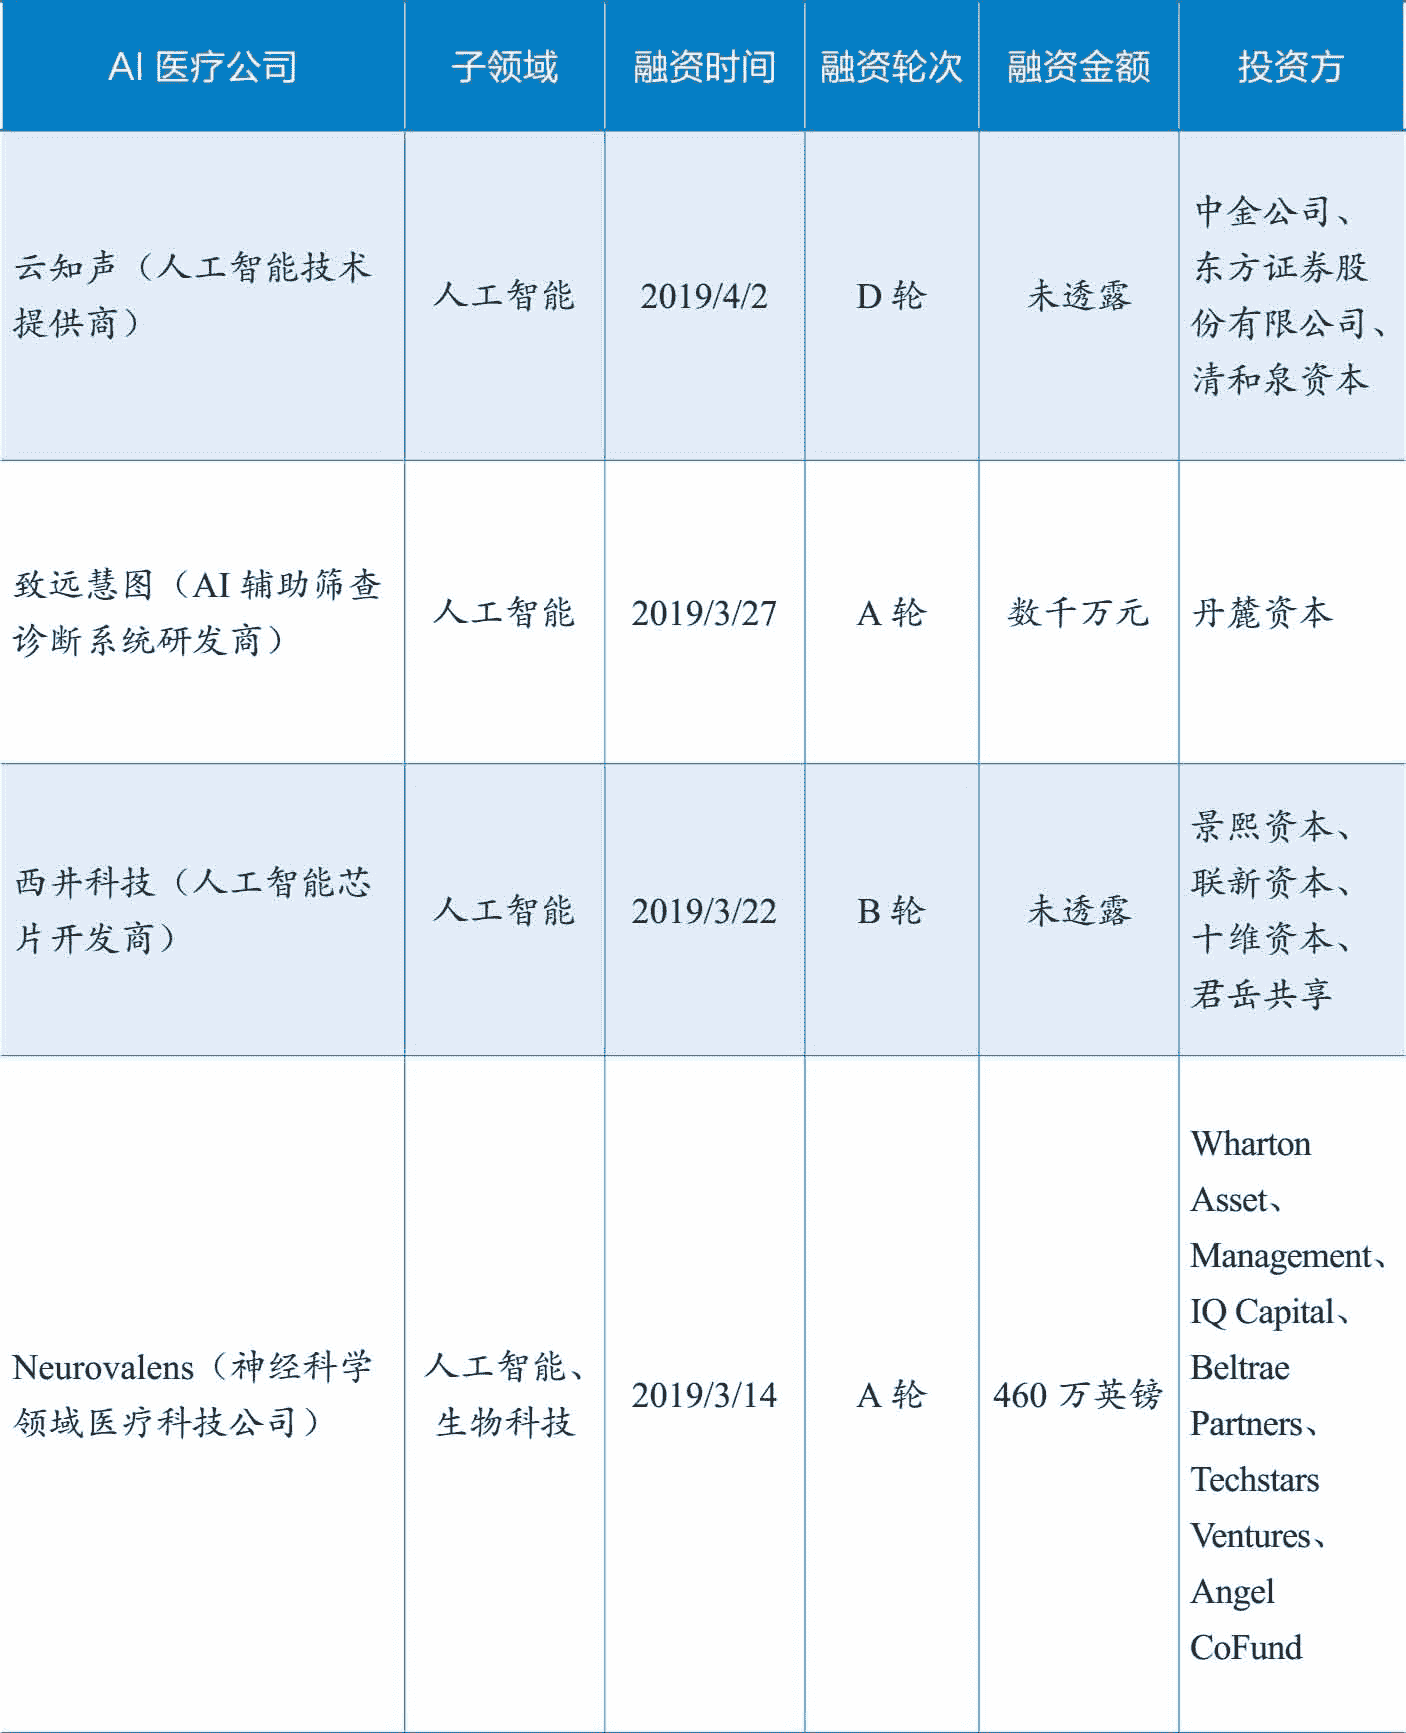 AI 医疗公司 子领域 融资时间 融资轮次 融资金额 投资方
云知声（人工智能技术
提供商）
人工智能
2019/4/2
D 轮
未透露
中金公司、
东方证券股
份有限公司、
清和泉资本
致远慧图（AI 辅助筛查
诊断系统研发商）
人工智能
2019/3/27
A 轮
数千万元
丹麓资本
西井科技（人工智能芯
片开发商）
人工智能
2019/3/22
B 轮
未透露
景熙资本、
联新资本、
十维资本、
君岳共享
Neurovalens（神经科学
领域医疗科技公司）
人工智能、
生物科技
2019/3/14
A 轮
460 万英镑
Wharton
Asset、
Management、
IQ Capital、
Beltrae
Partners、
Techstars
Ventures、
Angel
CoFund